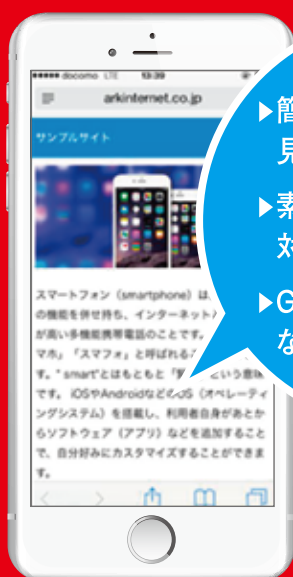 docomo LTE 13:39
arkinternet.co.jp
サンプルサイト
スマートフォン（smartphone）は、
の機能を併せ持ち、インターネット
が高い多機能携帯電話のことです。
マホ」「スマフォ」と呼ばれる
す。"smart"とはもともと「 という意味
です。iOSやAndroidなどのOS（オペレーティ
ングシステム）を搭載し、利用者自身があとか
らソフトウェア（アプリ）などを追加すること
で、自分好みにカスタマイズすることができま
す。
▶簡
見
▶素
対
▶G
な